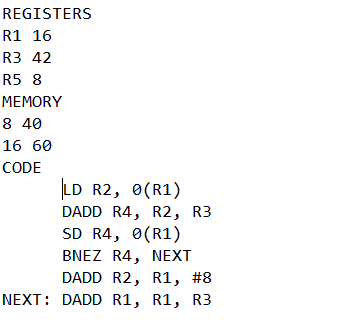 REGISTERS
R1 16
R3 42
R5 8
MEMORY
8 40
16 60
CODE
LD R2, 0(R1)
DADD R4, R2, R3
SD R4, 0(R1)
BNEZ R4, NEXT
DADD R2, R1, #8
NEXT: DADD R1, R1, R3